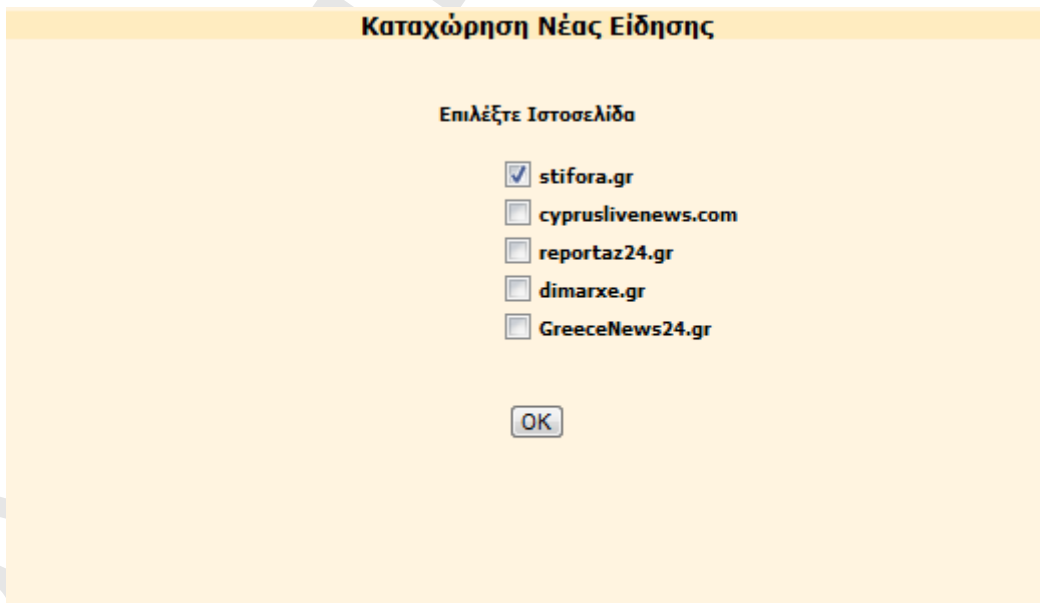 Καταχώρηση Νέας Είδησης
Επιλέξτε Ιστοσελίδα
stifora.gr
cypruslivenews.com
reportaz24.gr
dimarxe.gr
GreeceNews24.gr
OK